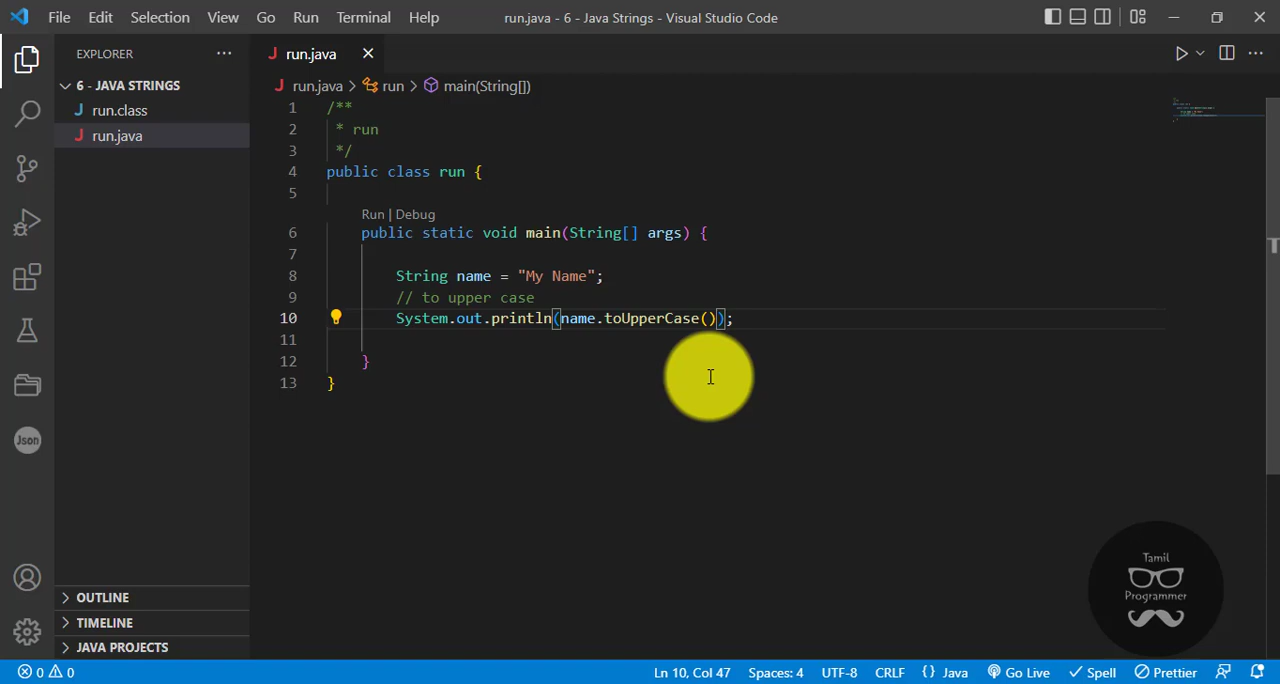 File Edit Selection View Go Run Terminal Help run.java - 6 - Java Strings - Visual Studio Code
EXPLORER
6 - JAVA STRINGS
run.class
run.java
OUTLINE
TIMELINE
JAVA PROJECTS
Json
run.java
run.java > run > main(String[])
1 /**
2 * run
3 */
4 public class run {
5
Run | Debug
6 public static void main(String[] args) {
7
8 String name = "My Name";
9 // to upper case
10 System.out.println(name.toUpperCase());
11
12 }
13 }
Tamil
Programmer
0 0 Ln 10, Col 47 Spaces: 4 UTF-8 CRLF {} Java Go Live Spell Prettier